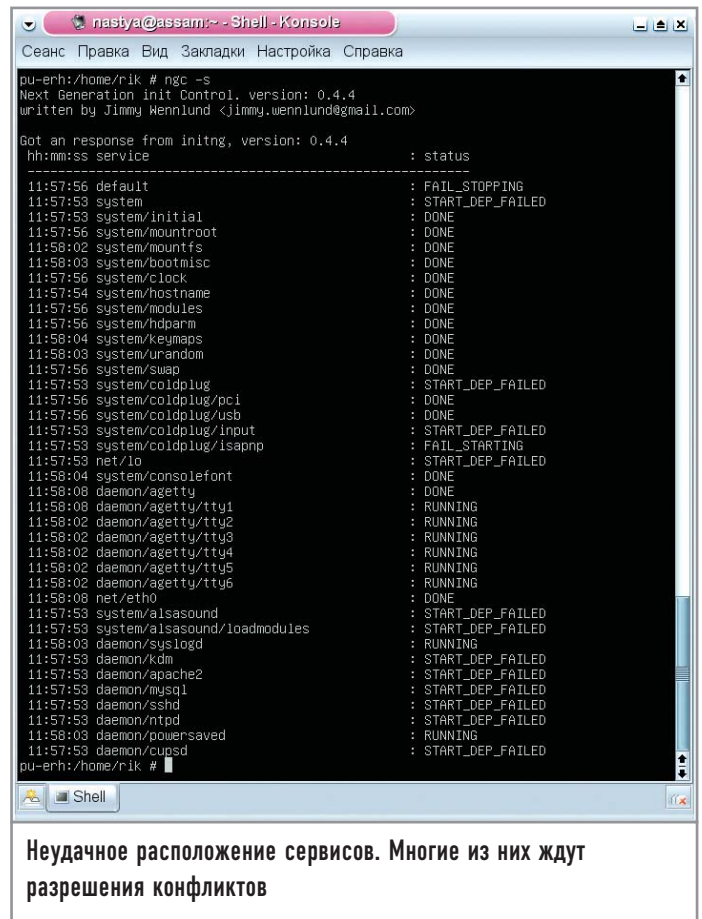 nastya@assam:~ - Shell - Konsole
Сеанс Правка Вид Закладки Настройка Справка
pu-erh:/home/rik # ngc -s
Next Generation init Control. version: 0.4.4
written by Jimmy Wennlund <jimmy.wennlund@gmail.com>
Got an response from initng, version: 0.4.4
hh:mm:ss service : status
----------------------------------------------------------------
11:57:56 default : FAIL_STOPPING
11:57:53 system : START_DEP_FAILED
11:57:53 system/initial : DONE
11:57:56 system/mountroot : DONE
11:58:02 system/mountfs : DONE
11:58:03 system/bootmisc : DONE
11:57:56 system/clock : DONE
11:57:54 system/hostname : DONE
11:57:56 system/modules : DONE
11:57:56 system/hdparm : DONE
11:58:04 system/keymaps : DONE
11:58:03 system/urandom : DONE
11:57:56 system/swap : DONE
11:57:53 system/coldplug : START_DEP_FAILED
11:57:56 system/coldplug/pci : DONE
11:57:56 system/coldplug/usb : DONE
11:57:53 system/coldplug/input : START_DEP_FAILED
11:57:53 system/coldplug/isapnp : FAIL_STARTING
11:57:53 net/lo : START_DEP_FAILED
11:58:04 system/consolefont : DONE
11:58:08 daemon/agetty : DONE
11:58:08 daemon/agetty/tty1 : RUNNING
11:58:02 daemon/agetty/tty2 : RUNNING
11:58:02 daemon/agetty/tty3 : RUNNING
11:58:02 daemon/agetty/tty4 : RUNNING
11:58:02 daemon/agetty/tty5 : RUNNING
11:58:02 daemon/agetty/tty6 : RUNNING
11:58:08 net/eth0 : DONE
11:57:53 system/alsasound : START_DEP_FAILED
11:57:53 system/alsasound/loadmodules : START_DEP_FAILED
11:58:03 daemon/syslogd : RUNNING
11:57:53 daemon/kdm : START_DEP_FAILED
11:57:53 daemon/apache2 : START_DEP_FAILED
11:57:53 daemon/mysql : START_DEP_FAILED
11:57:53 daemon/sshd : START_DEP_FAILED
11:57:53 daemon/ntpd : START_DEP_FAILED
11:58:03 daemon/powersaved : RUNNING
11:57:53 daemon/cupsd : START_DEP_FAILED
pu-erh:/home/rik #
Shell
Неудачное расположение сервисов. Многие из них ждут
разрешения конфликтов